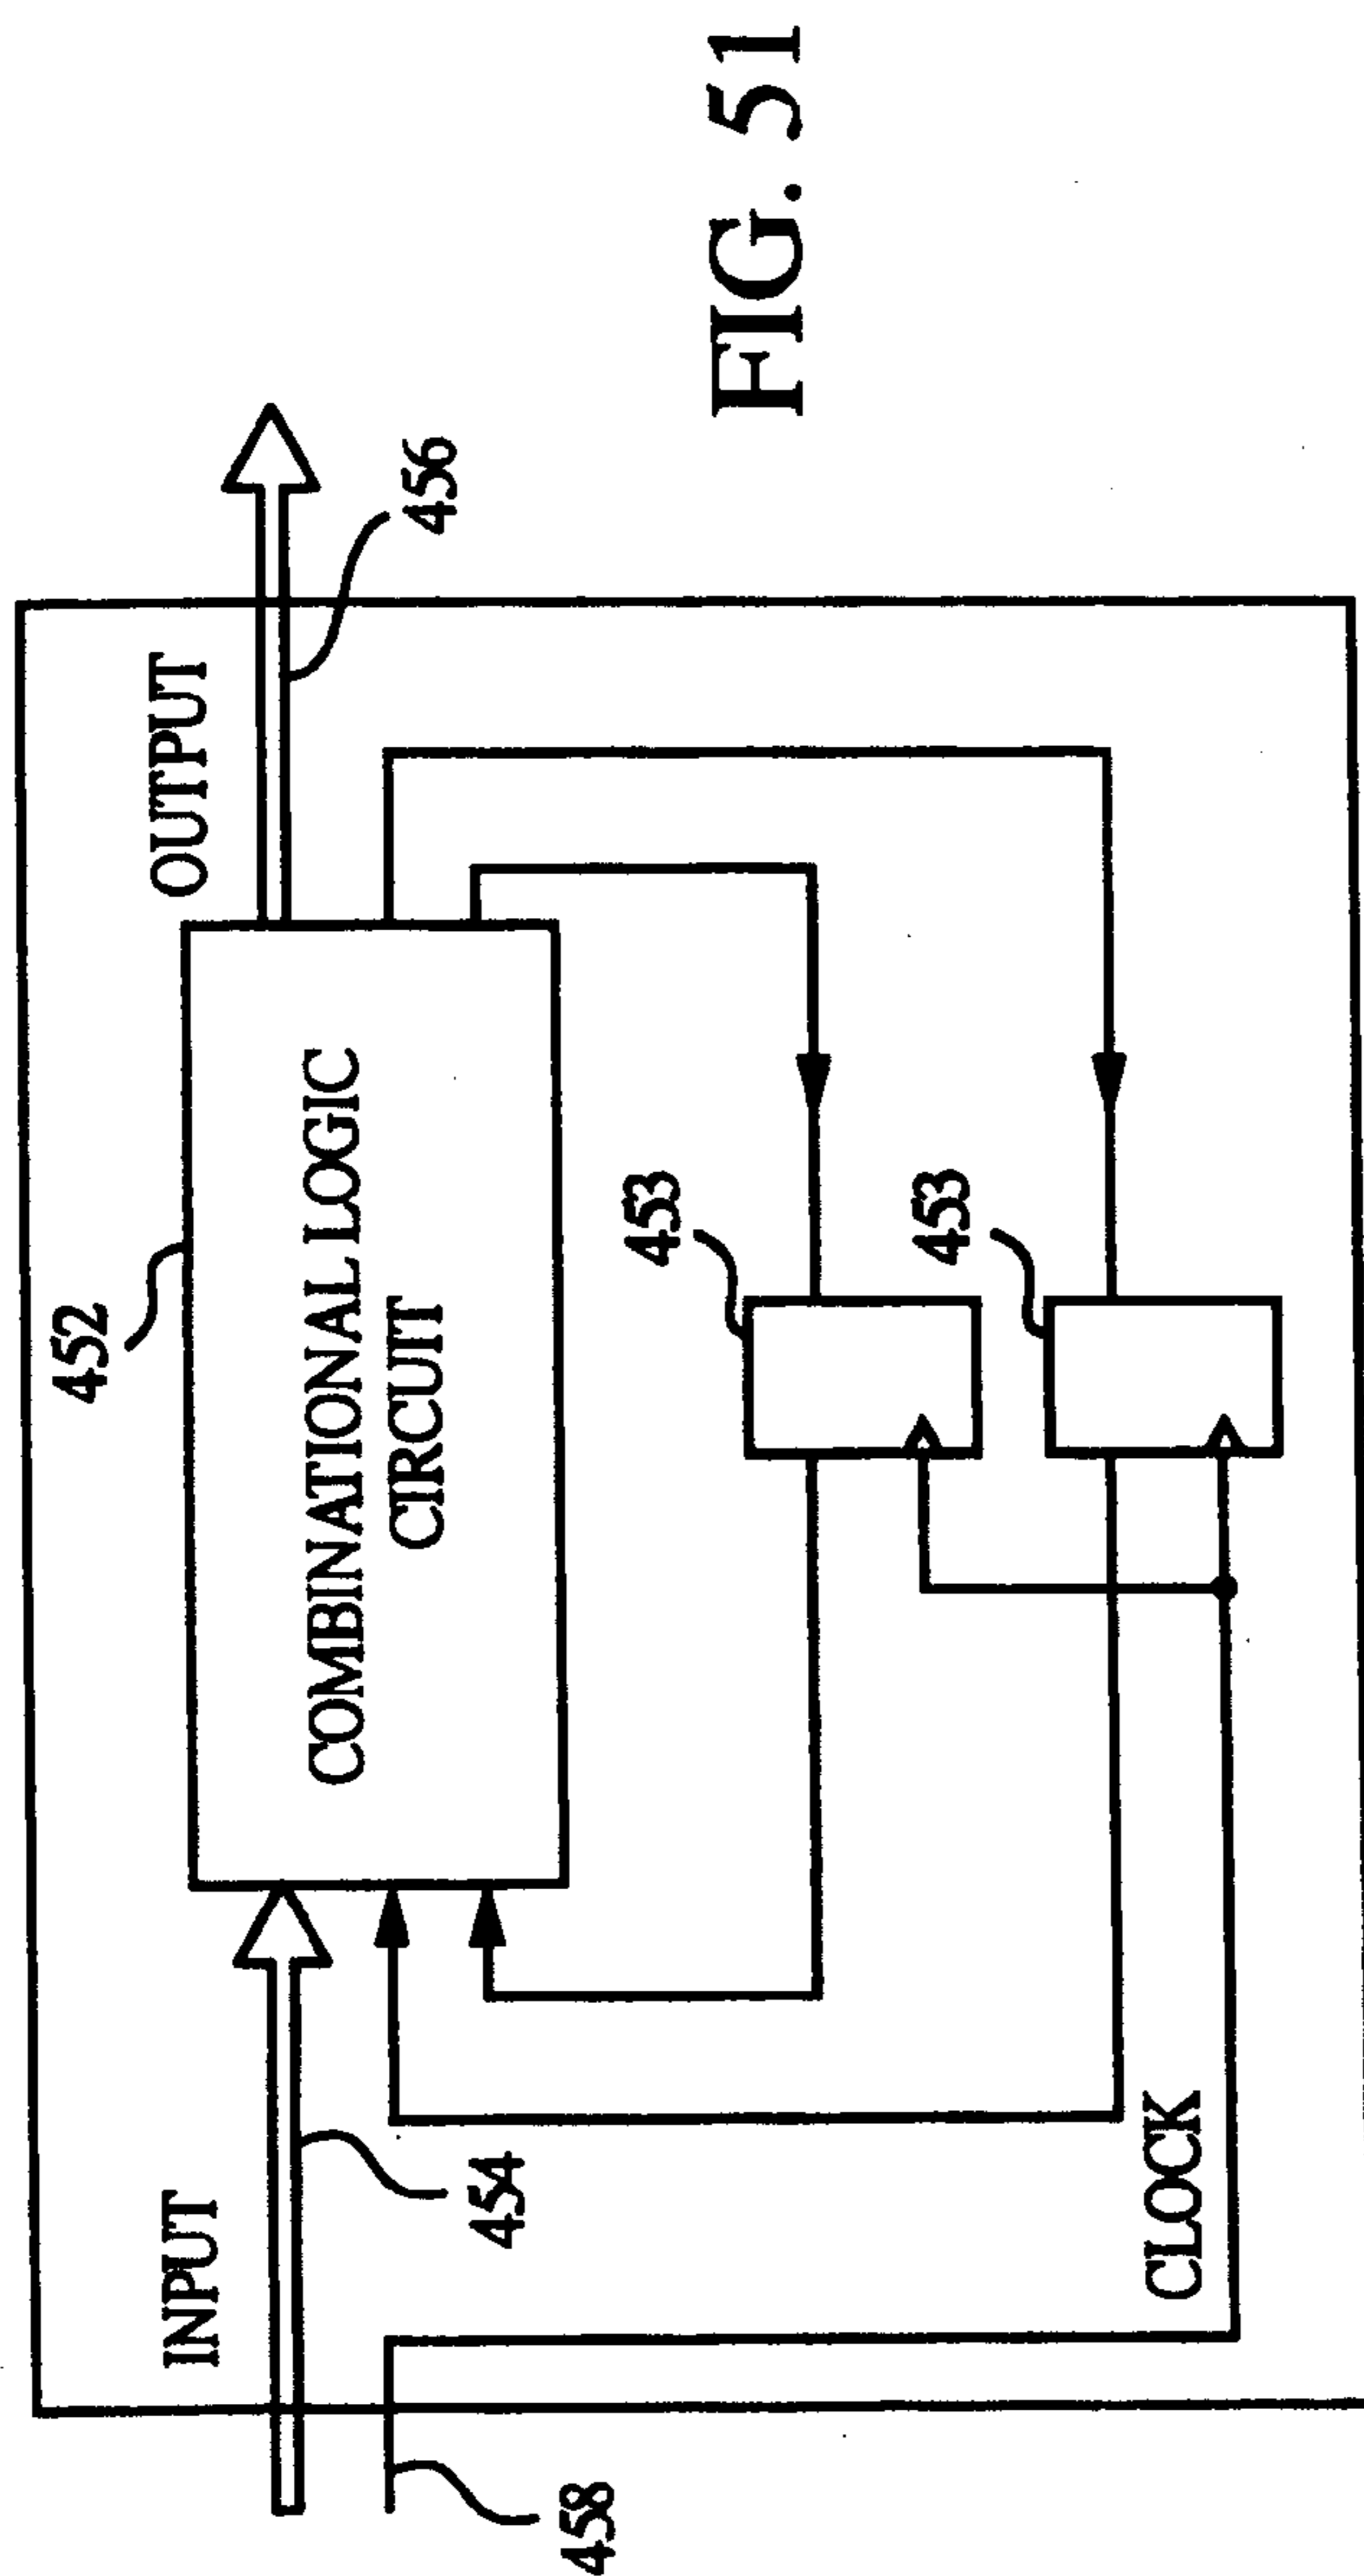 452
OUTPUT
INPUT
COMBINATIONAL LOGIC
CIRCUIT
456
454
458
453
453
CLOCK
FIG. 51